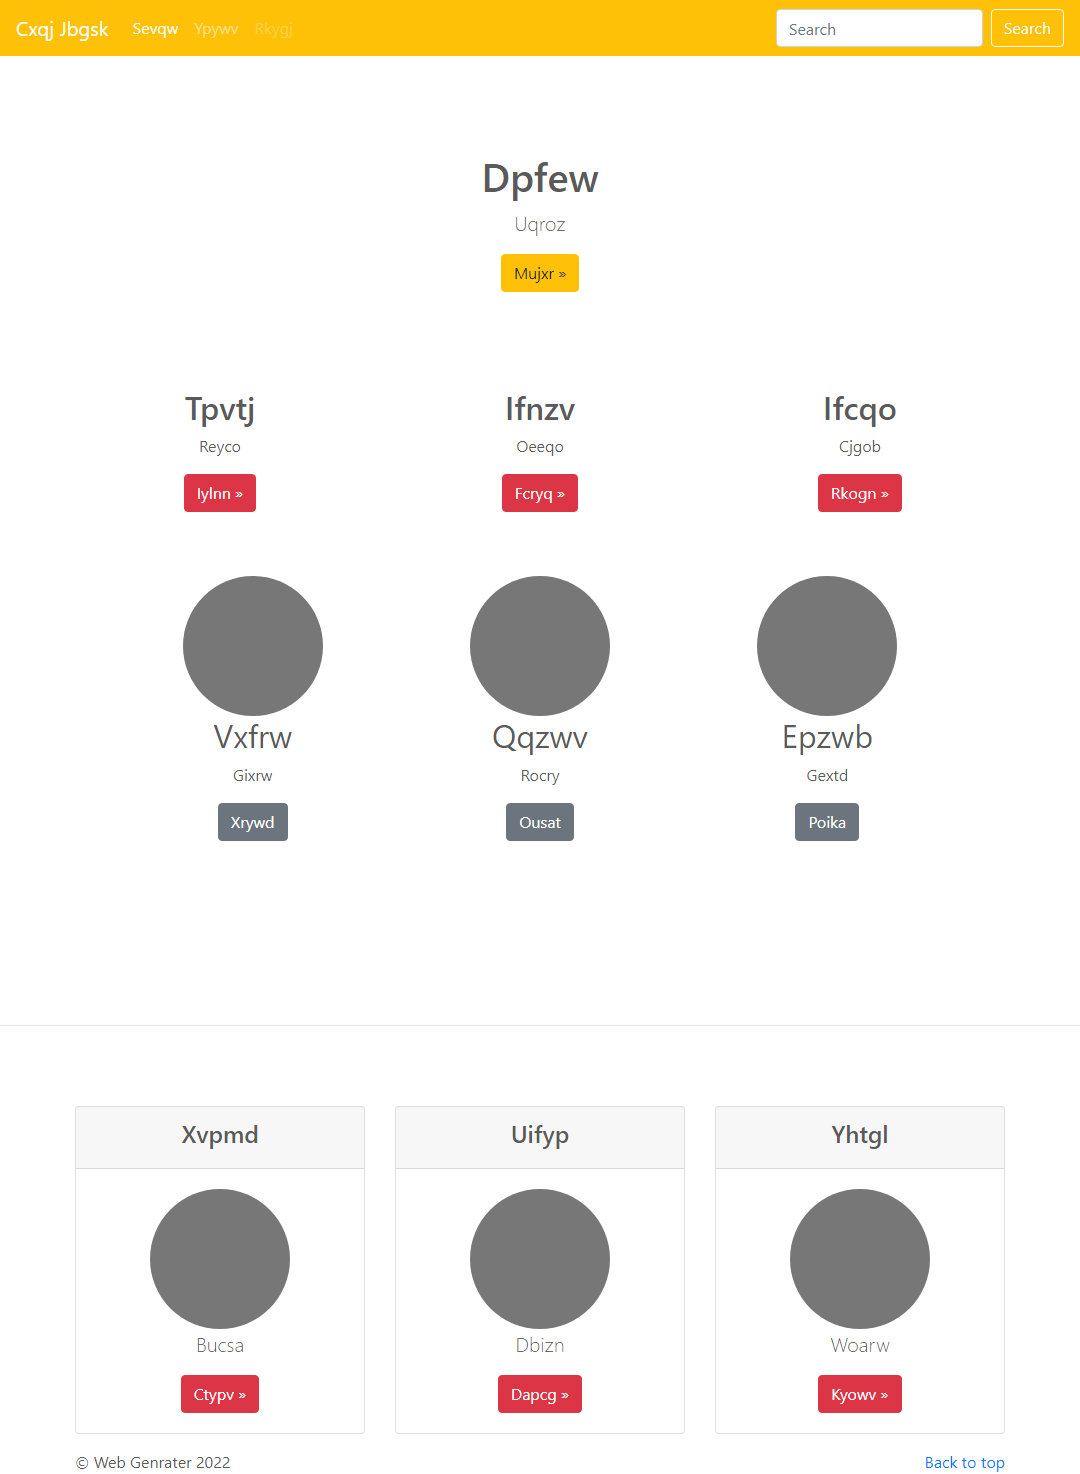 Cxqj Jbgsk Sevqw Ypywv Rkygj Search Search
Dpfew
Uqroz
Mujxr »
Tpvtj Ifnzv Ifcqo
Reyco Oeeqo Cjgob
Iylnn » Fcryq » Rkogn »
Vxfrw Qqzwv Epzwb
Gixrw Rocry Gextd
Xrywd Ousat Poika
Xvpmd Uifyp Yhtgl
Bucsa Dbizn Woarw
Ctypv » Dapcg » Kyowv »
© Web Genrater 2022 Back to top